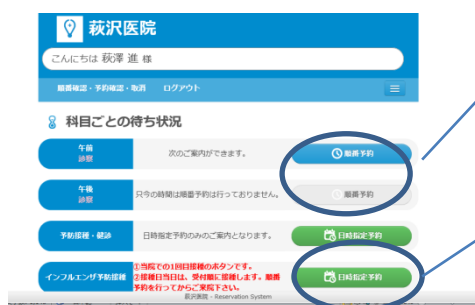 萩沢医院
こんにちは 萩澤 進 様
順番確認・予約確認・取消 ログアウト
科目ごとの待ち状況
午前
診察
次のご案内ができます。
順番予約
午後
診察
只今の時間は順番予約は行っておりません。
順番予約
予防接種・健診
日時指定予約のみのご案内となります。
日時指定予約
インフルエンザ予防接種
①当院での1回目接種のボタンです。
②接種日当日は、受付順に接種します。順番
予約を行ってからご来院下さい。
日時指定予約
萩沢医院 - Reservation System